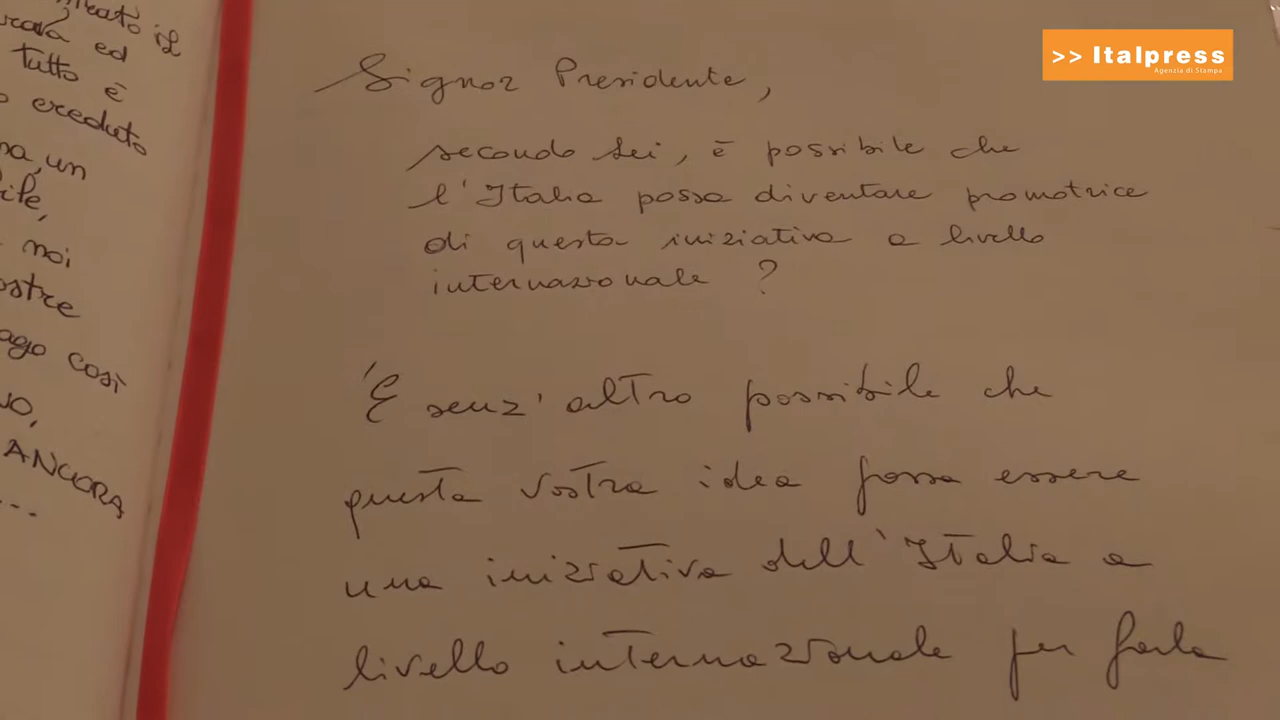 >> Italpress
Agenzia di Stampa
il
ed
tutto è
creduto
un
noi
così
ANCORA
...
Signor Presidente,
secondo Lei, è possibile che
l'Italia possa diventare promotrice
di questa iniziativa a livello
internazionale ?
È senz'altro possibile che
questa vostra idea possa essere
una iniziativa dell'Italia a
livello internazionale per farla